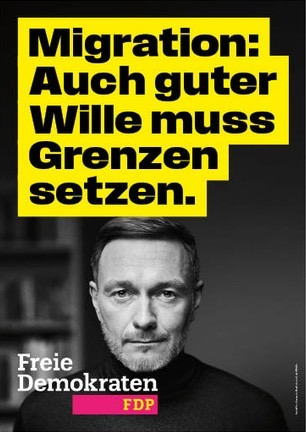 Migration:
Auch guter
Wille muss
Grenzen
setzen.
Freie
Demokraten
FDP